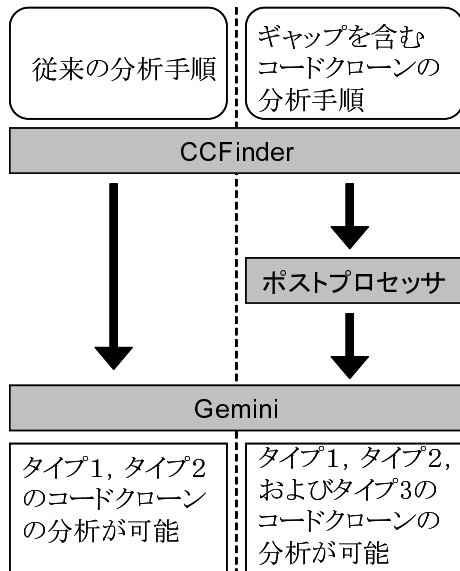 従来の分析手順
ギャップを含む
コードクローンの
分析手順
CCFinder
ポストプロセッサ
Gemini
タイプ1, タイプ2
のコードクローン
の分析が可能
タイプ1, タイプ2,
およびタイプ3の
コードクローンの
分析が可能